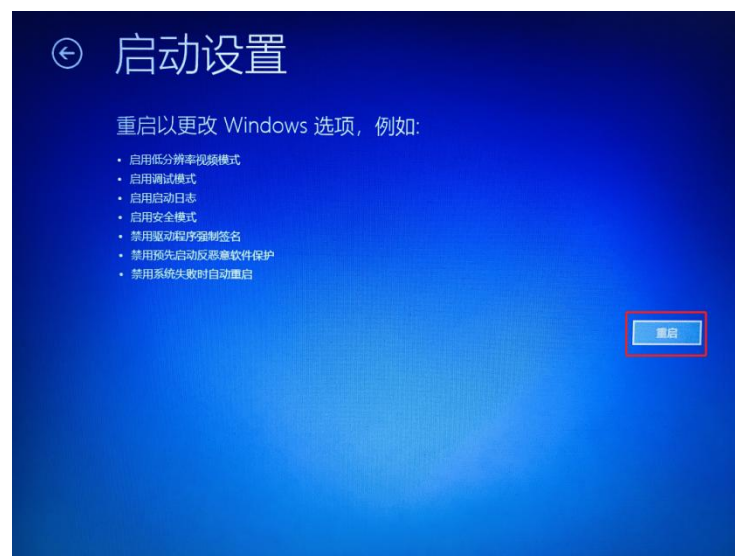 启动设置
重启以更改 Windows 选项，例如:
• 启用低分辨率视频模式
• 启用调试模式
• 启用启动日志
• 启用安全模式
• 禁用驱动程序强制签名
• 禁用预先启动反恶意软件保护
• 禁用系统失败时自动重启
重启